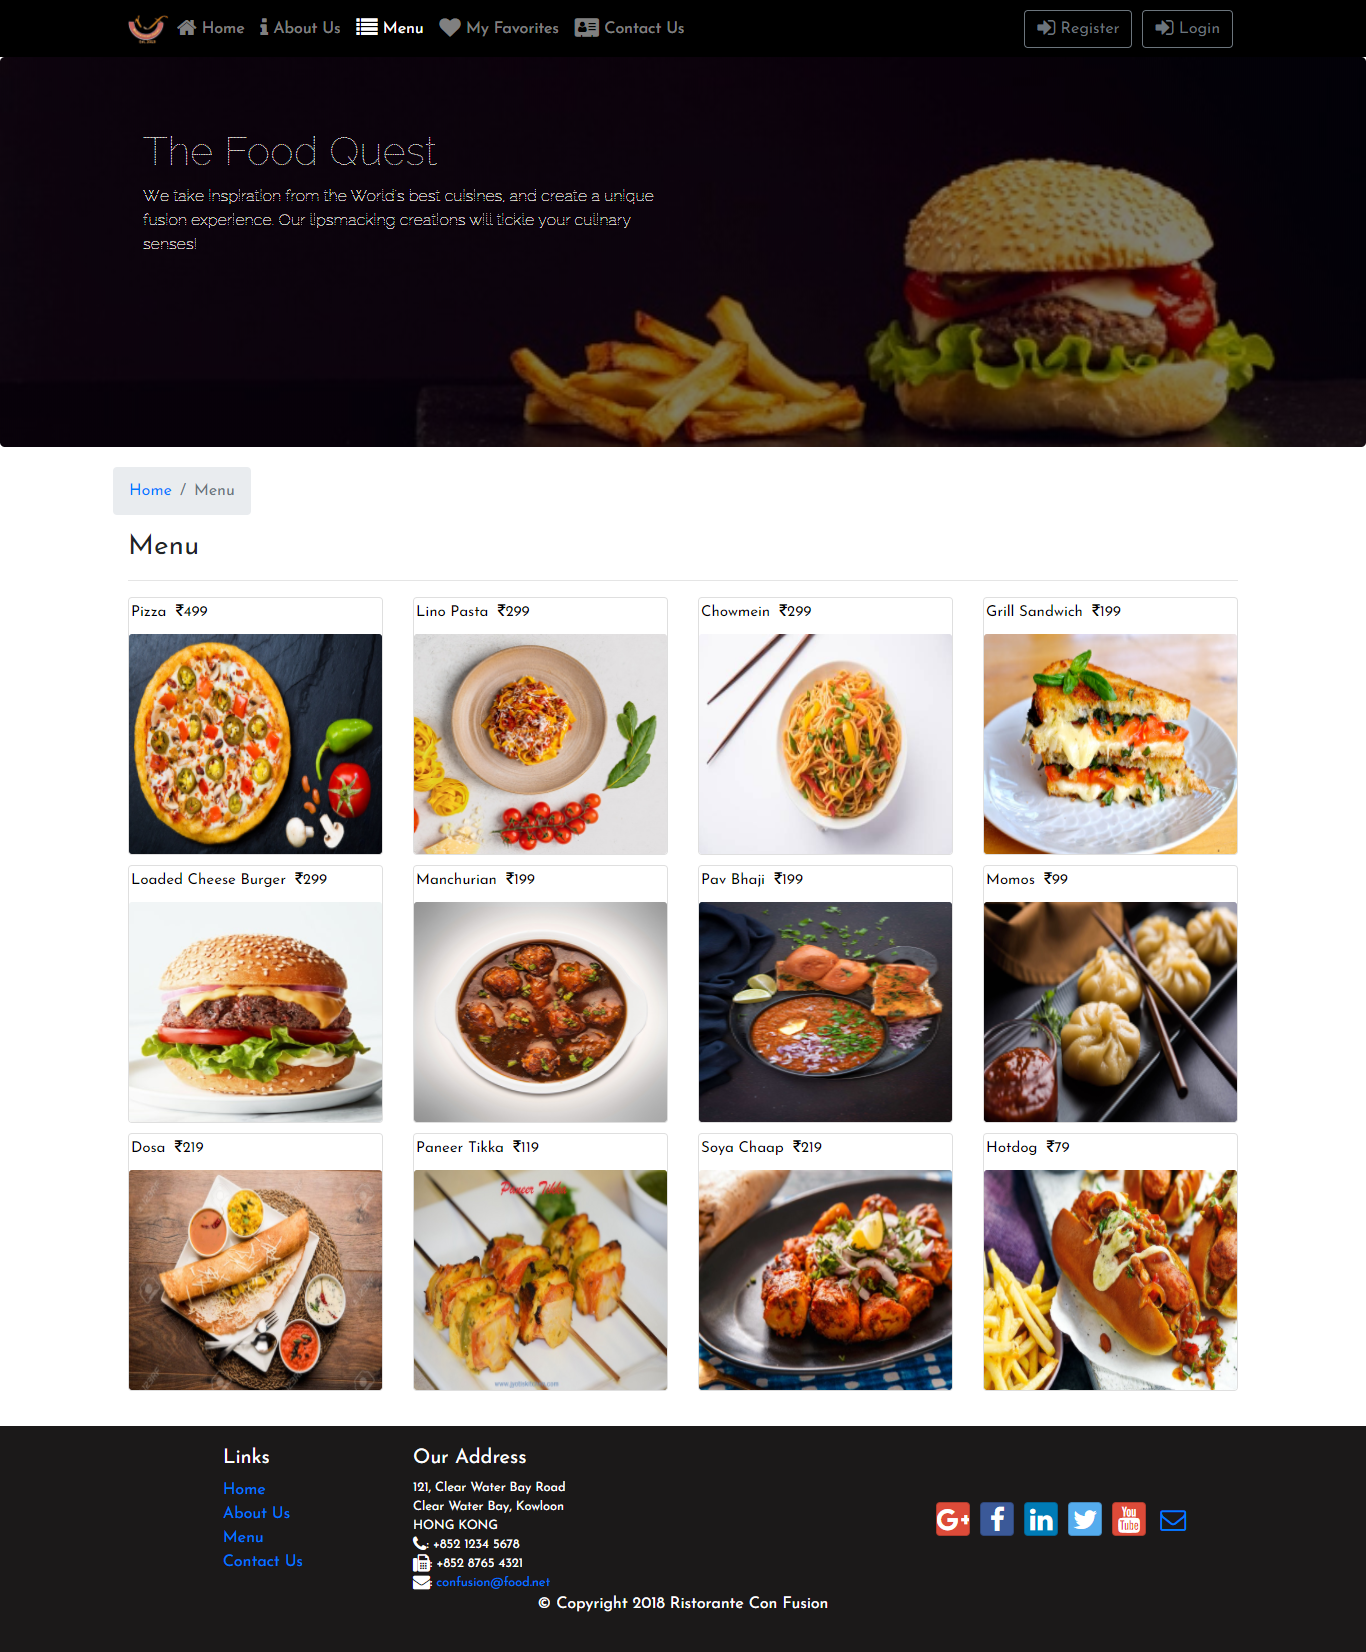 Home About Us Menu My Favorites Contact Us Register Login
The Food Quest
We take inspiration from the World's best cuisines, and create a unique
fusion experience. Our lipsmacking creations will tickle your culinary
senses!
Home / Menu
Menu
Pizza ₹499
Lino Pasta ₹299
Chowmein ₹299
Grill Sandwich ₹199
Loaded Cheese Burger ₹299
Manchurian ₹199
Pav Bhaji ₹199
Momos ₹99
Dosa ₹219
Paneer Tikka ₹119
Soya Chaap ₹219
Hotdog ₹79
Paneer Tikka
Links
Home
About Us
Menu
Contact Us
Our Address
121, Clear Water Bay Road
Clear Water Bay, Kowloon
HONG KONG
: +852 1234 5678
: +852 8765 4321
: confusion@food.net
G+ f in You
Tube
© Copyright 2018 Ristorante Con Fusion